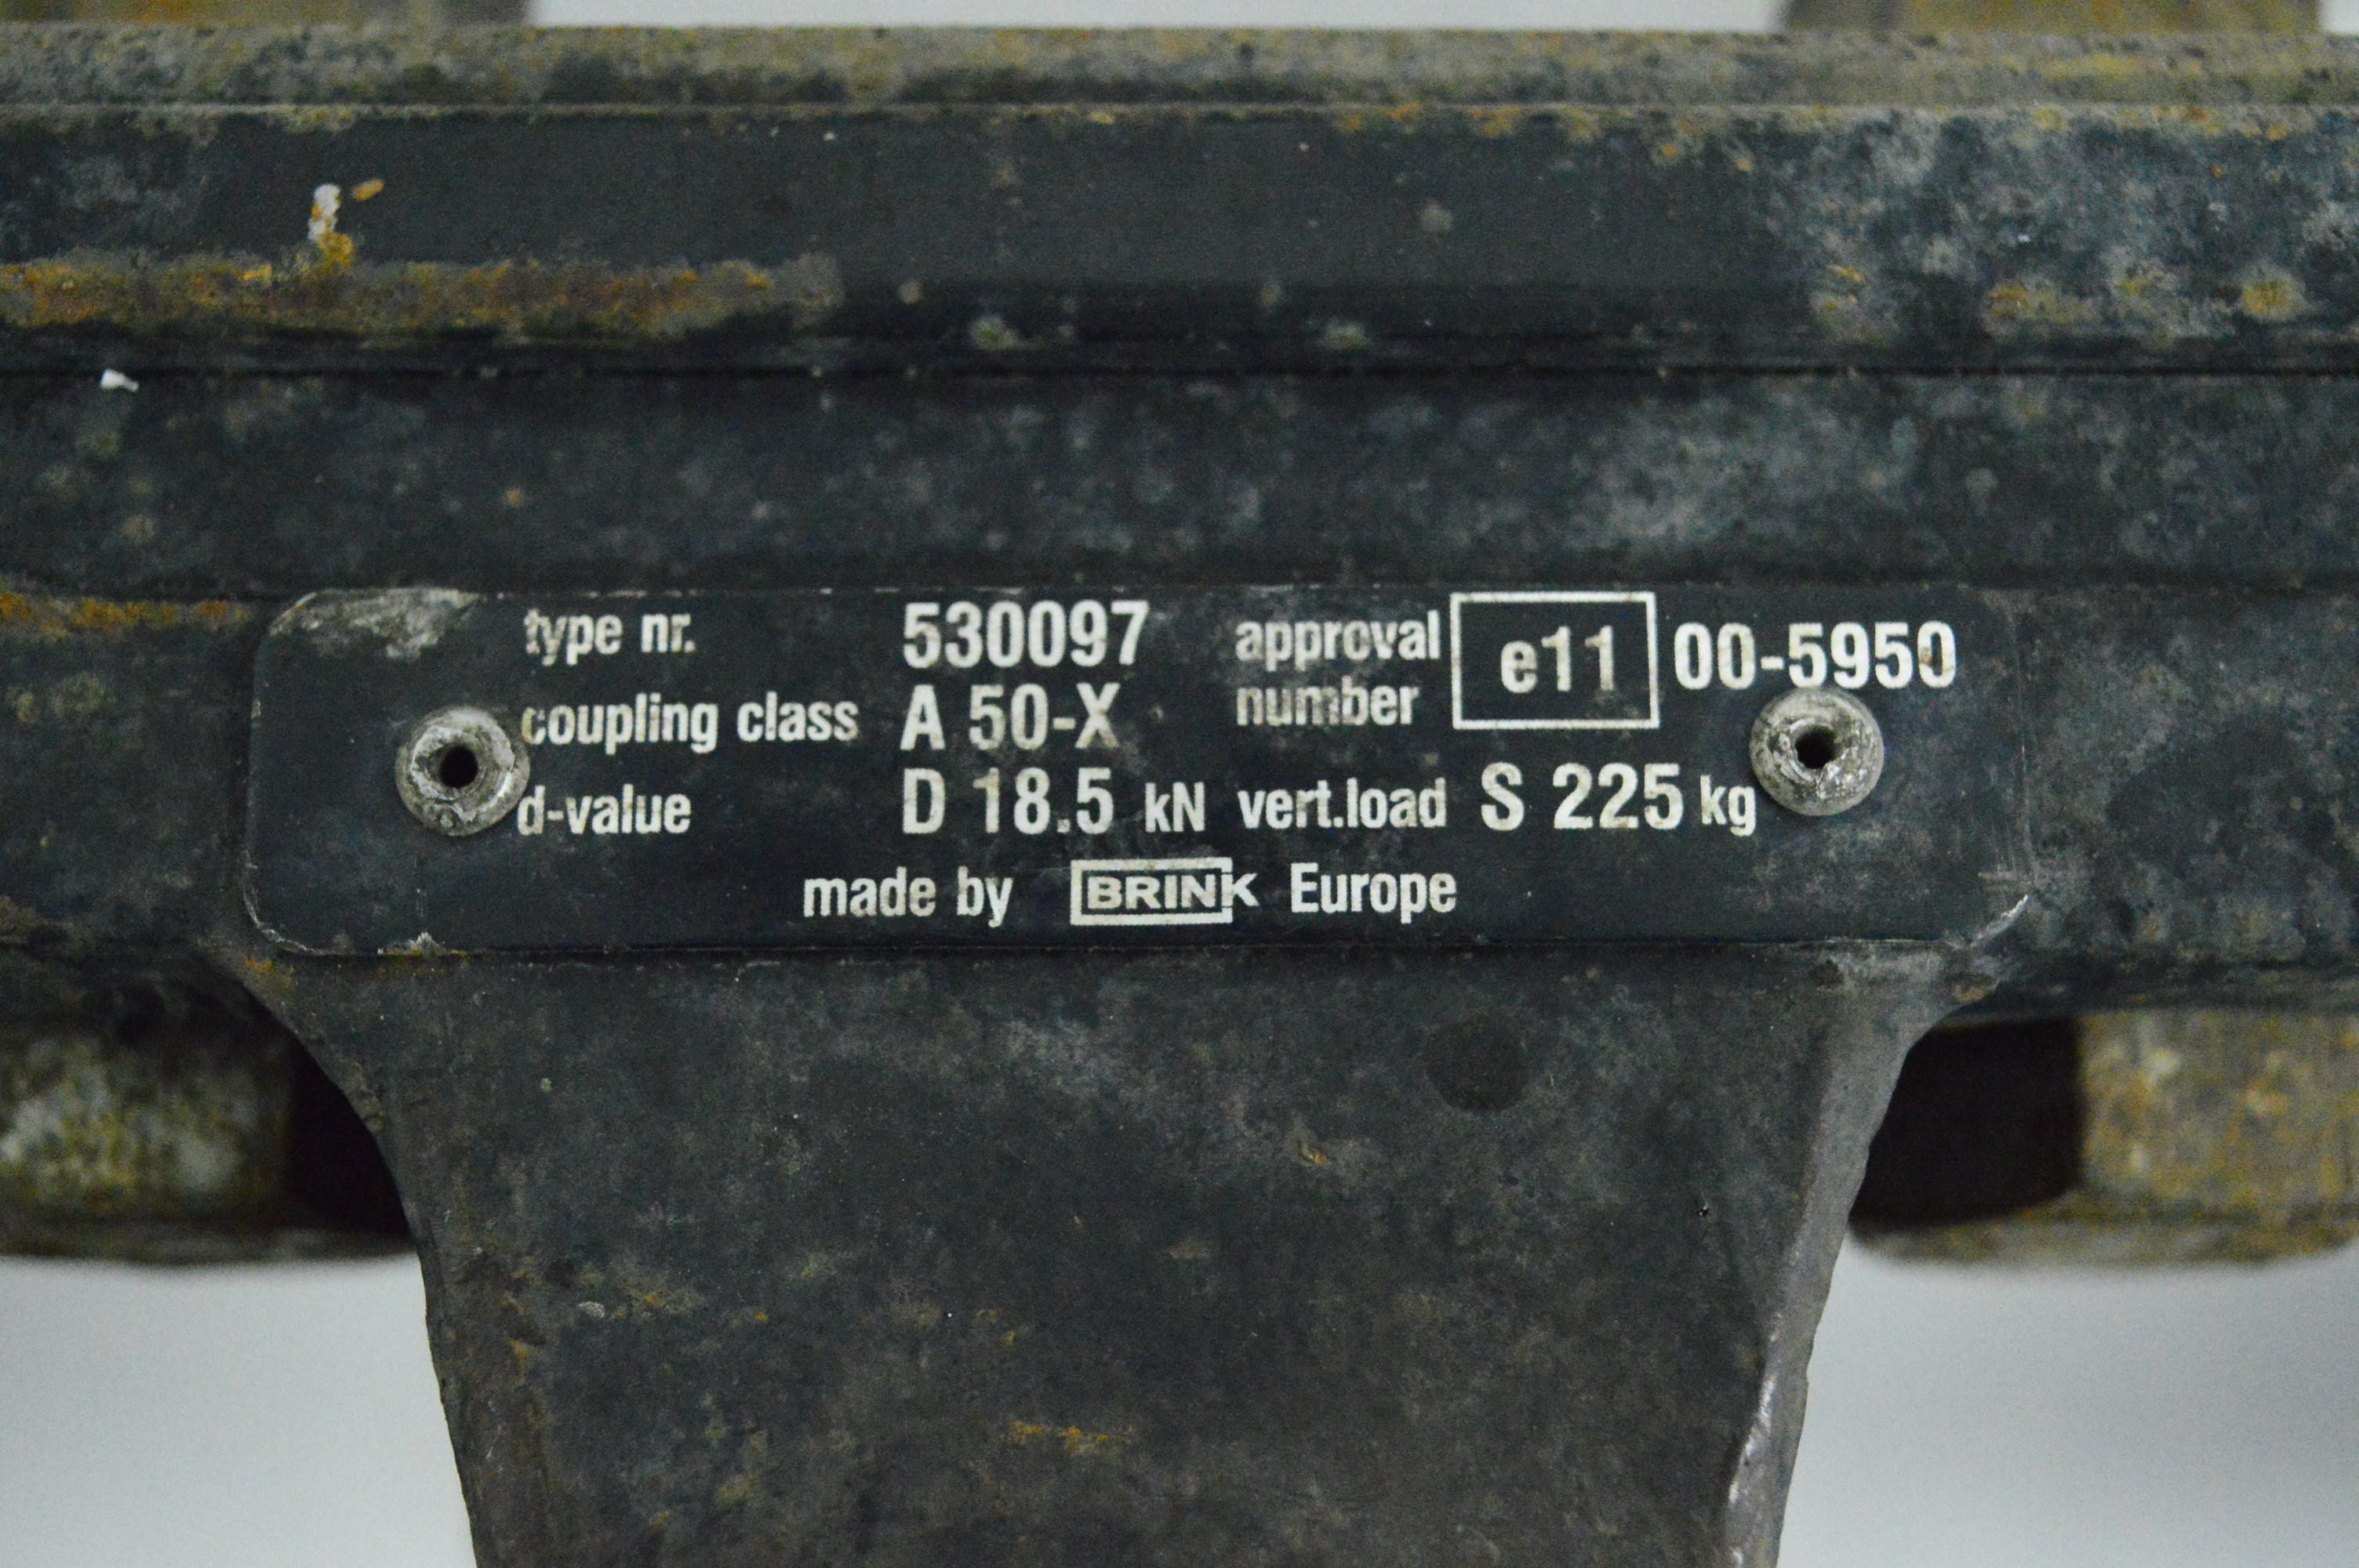 type nr. 530097 approval number e11 00-5950
coupling class A 50-X
d-value D 18.5 kN vert.load S 225 kg
made by BRINK Europe